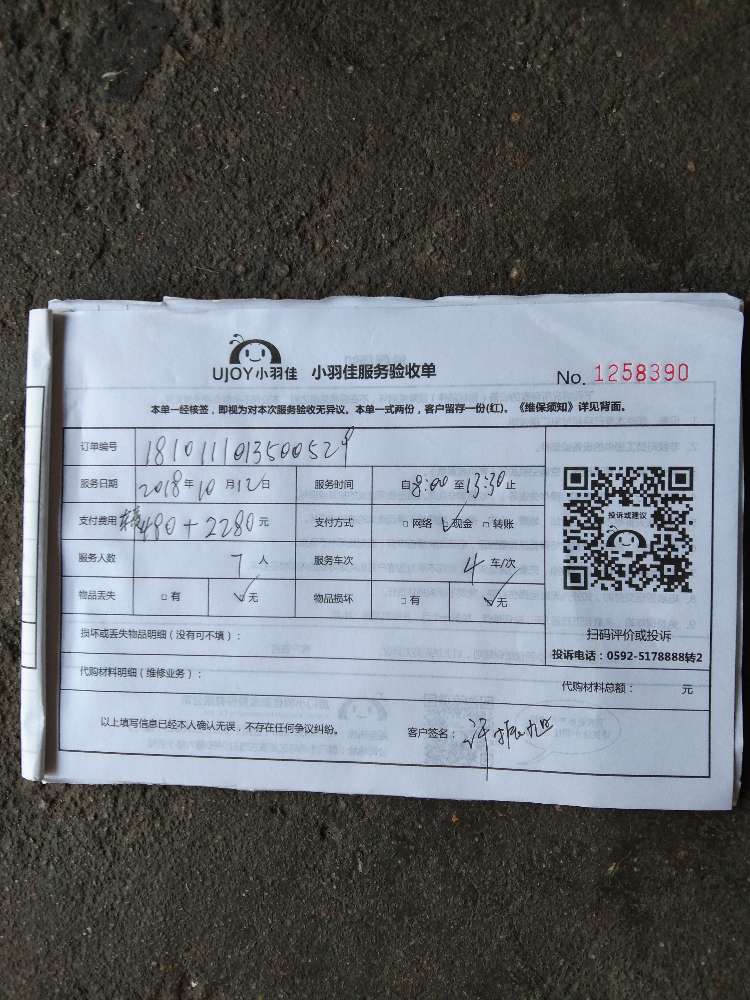 UJOY小羽佳 小羽佳服务验收单
No. 1258390
本单一经核签，即视为对本次服务验收无异议。本单一式两份，客户留存一份(红)。《维保须知》详见背面。
订单编号 181011101350052
服务日期 2018年10月12日 服务时间 自8:00至13:30止
支付费用 480+2280元 支付方式 □网络 ☑现金 □转账
服务人数 7人 服务车次 4车/次
物品丢失 □有 ☑无 物品损坏 □有 ☑无
投诉或建议
扫码评价或投诉
投诉电话：0592-5178888转2
损坏或丢失物品明细（没有可不填）：
代购材料明细（维修业务）： 代购材料总额： 元
以上填写信息已经本人确认无误，不存在任何争议纠纷。 客户签名：许振